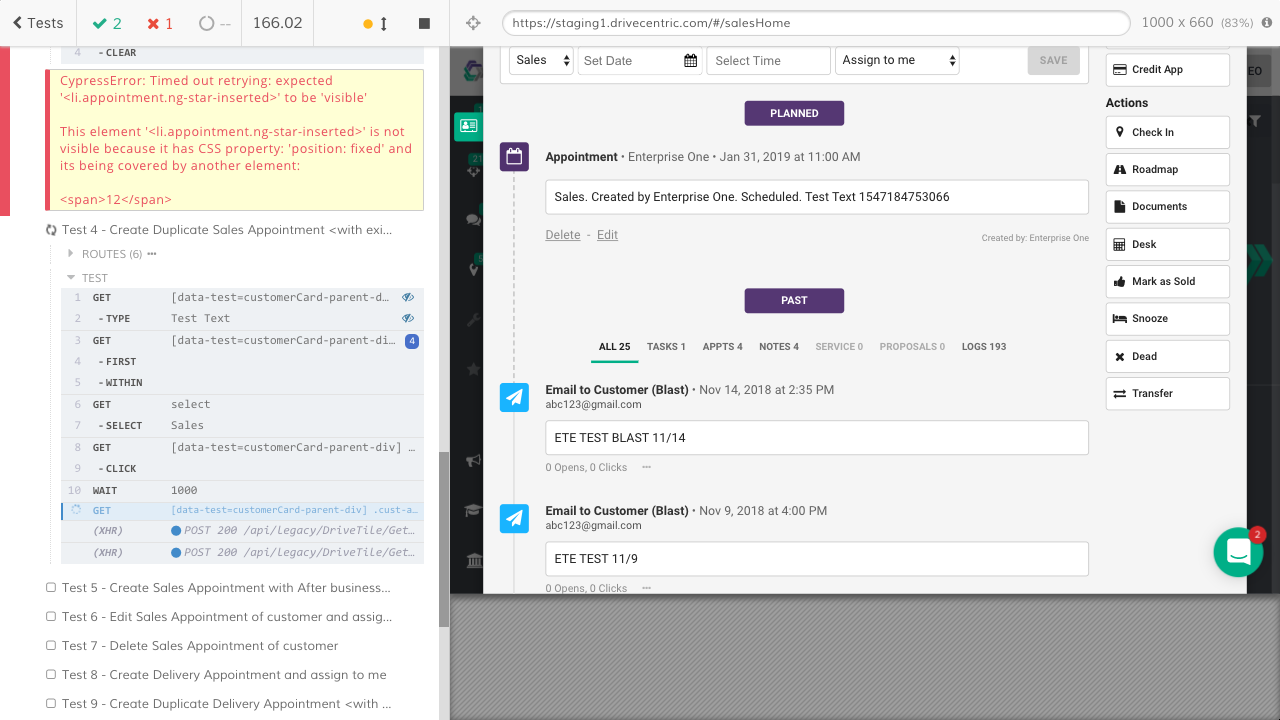 Tests
2
1
--
166.02
https://staging1.drivecentric.com/#/salesHome
1000 x 660 (83%)
4 - CLEAR
CypressError: Timed out retrying: expected
'<li.appointment.ng-star-inserted>' to be 'visible'
This element '<li.appointment.ng-star-inserted>' is not
visible because it has CSS property: 'position: fixed' and
its being covered by another element:
<span>12</span>
Test 4 - Create Duplicate Sales Appointment <with exi...
ROUTES (6)
TEST
1 GET [data-test=customerCard-parent-d...
2 - TYPE Test Text
3 GET [data-test=customerCard-parent-di... 4
4 - FIRST
5 - WITHIN
6 GET select
7 - SELECT Sales
8 GET [data-test=customerCard-parent-div] ...
9 - CLICK
10 WAIT 1000
GET [data-test=customerCard-parent-div] .cust-a...
(XHR) POST 200 /api/legacy/DriveTile/Get...
(XHR) POST 200 /api/legacy/DriveTile/Get...
Test 5 - Create Sales Appointment with After business...
Test 6 - Edit Sales Appointment of customer and assig...
Test 7 - Delete Sales Appointment of customer
Test 8 - Create Delivery Appointment and assign to me
Test 9 - Create Duplicate Delivery Appointment <with ...
Sales Set Date Select Time Assign to me SAVE
PLANNED
Appointment • Enterprise One • Jan 31, 2019 at 11:00 AM
Sales. Created by Enterprise One. Scheduled. Test Text 1547184753066
Delete - Edit
Created by: Enterprise One
PAST
ALL 25 TASKS 1 APPTS 4 NOTES 4 SERVICE 0 PROPOSALS 0 LOGS 193
Email to Customer (Blast) • Nov 14, 2018 at 2:35 PM
abc123@gmail.com
ETE TEST BLAST 11/14
0 Opens, 0 Clicks
Email to Customer (Blast) • Nov 9, 2018 at 4:00 PM
abc123@gmail.com
ETE TEST 11/9
0 Opens, 0 Clicks
Credit App
Actions
Check In
Roadmap
Documents
Desk
Mark as Sold
Snooze
Dead
Transfer
EO
2